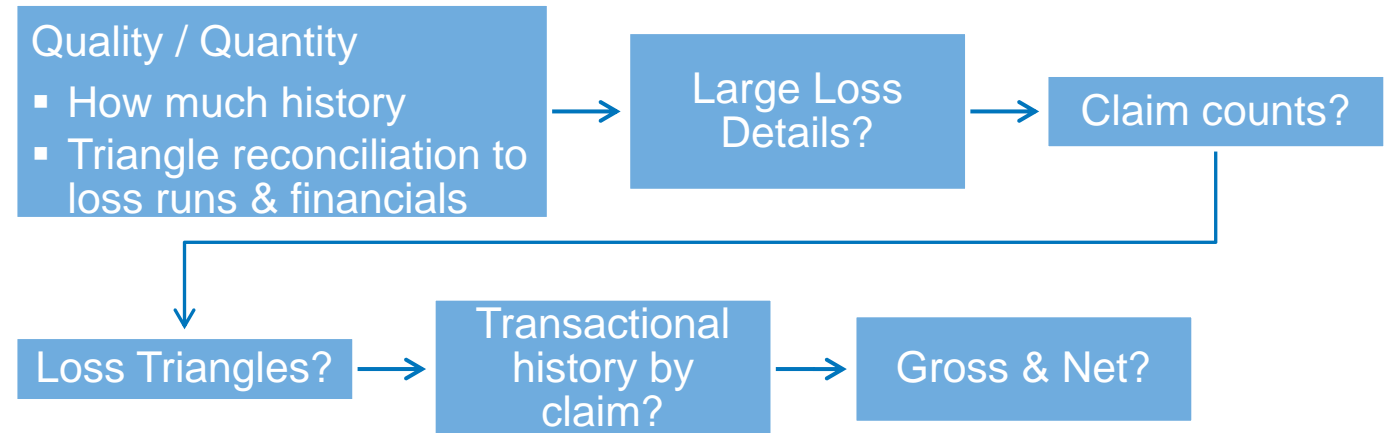 Quality / Quantity
▪ How much history
▪ Triangle reconciliation to
loss runs & financials
Large Loss
Details?
Claim counts?
Loss Triangles?
Transactional
history by
claim?
Gross & Net?